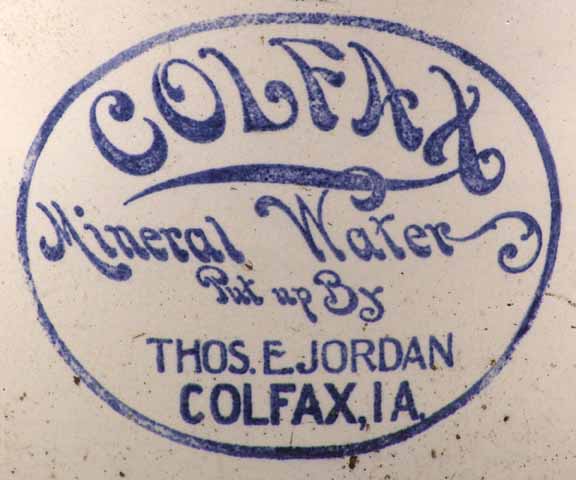 COLFAX
Mineral Water
Put up By
THOS. E. JORDAN
COLFAX, IA.